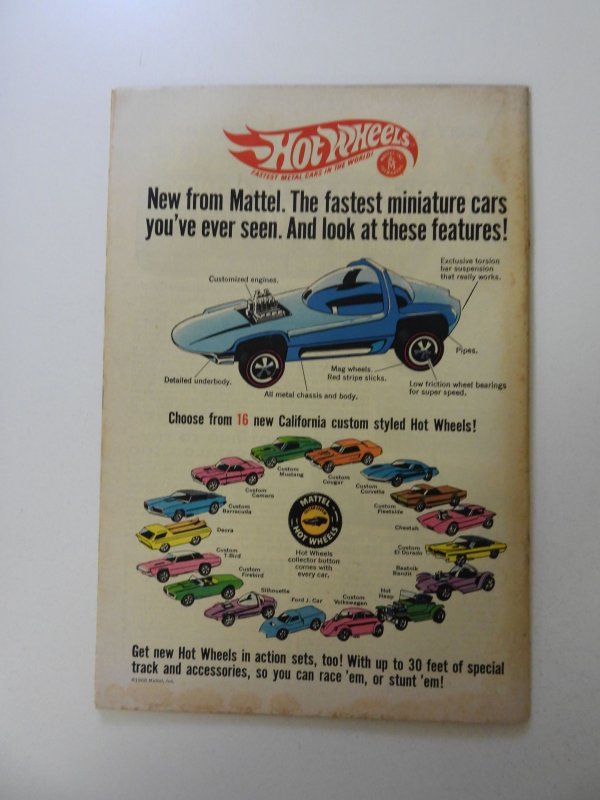 Hot Wheels
FASTEST METAL CARS IN THE WORLD!
New from Mattel. The fastest miniature cars
you've ever seen. And look at these features!
Exclusive torsion
bar suspension
that really works.
Customized engines.
Pipes.
Mag wheels.
Red stripe slicks.
Detailed underbody.
Low friction wheel bearings
for super speed.
All metal chassis and body.
Choose from 16 new California custom styled Hot Wheels!
Custom
Mustang
Custom
Cougar
Custom
Camaro
Custom
Corvette
Custom
Barracuda
Custom
Fleetside
Deora
Cheetah
Custom
T-Bird
Custom
El Dorado
Custom
Firebird
Beatnik
Bandit
Silhouette
Ford J. Car
Custom
Volkswagen
Hot
Heap
MATTEL
HOT WHEELS
Hot Wheels
collector button
comes with
every car.
Get new Hot Wheels in action sets, too! With up to 30 feet of special
track and accessories, so you can race 'em, or stunt 'em!
©1968 Mattel, Inc.